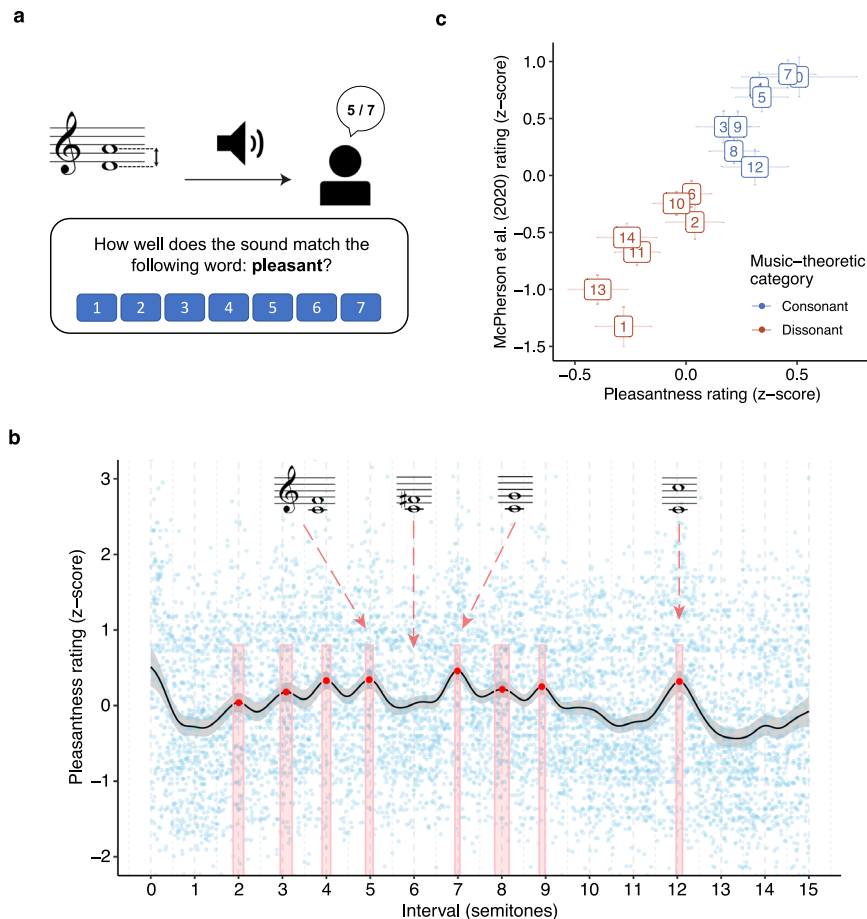 a
5 / 7
How well does the sound match the
following word: pleasant?
1 2 3 4 5 6 7
c
McPherson et al. (2020) rating (z−score)
1.0
0.5
0.0
−0.5
−1.0
−1.5
7
0
4
5
3
9
8
12
6
10
2
14
11
13
1
Music−theoretic
category
Consonant
Dissonant
−0.5 0.0 0.5
Pleasantness rating (z−score)
b
Pleasantness rating (z−score)
3
2
1
0
−1
−2
0 1 2 3 4 5 6 7 8 9 10 11 12 13 14 15
Interval (semitones)